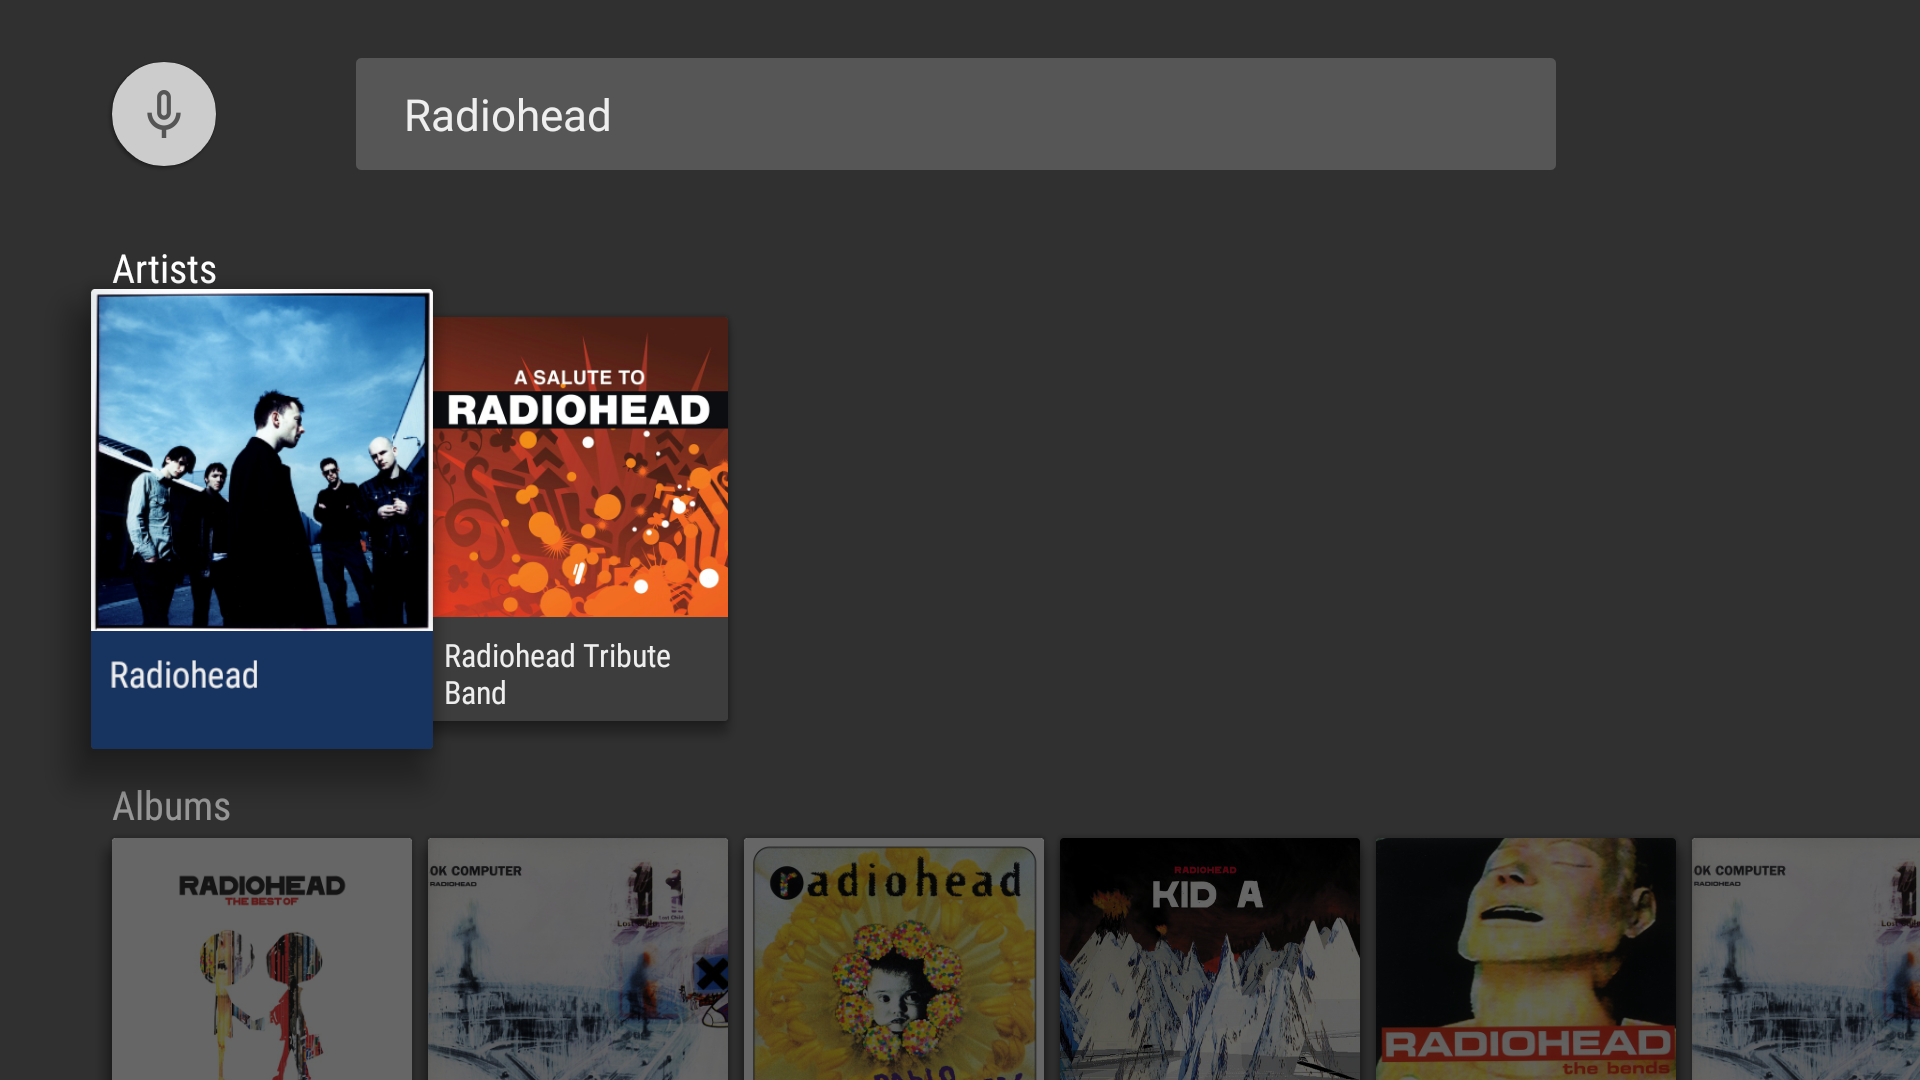 Radiohead
Artists
A SALUTE TO
RADIOHEAD
Radiohead
Radiohead Tribute
Band
Albums
RADIOHEAD
THE BEST OF
OK COMPUTER
RADIOHEAD
radiohead
RADIOHEAD
KID A
RADIOHEAD
the bends
OK COMPUTER
RADIOHEAD